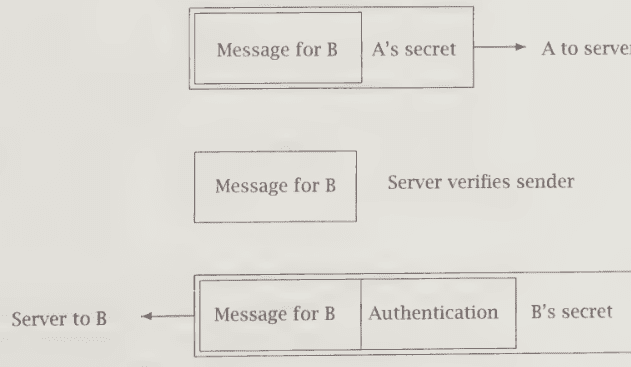 Message for B A's secret A to server
Message for B Server verifies sender
Server to B Message for B Authentication B's secret